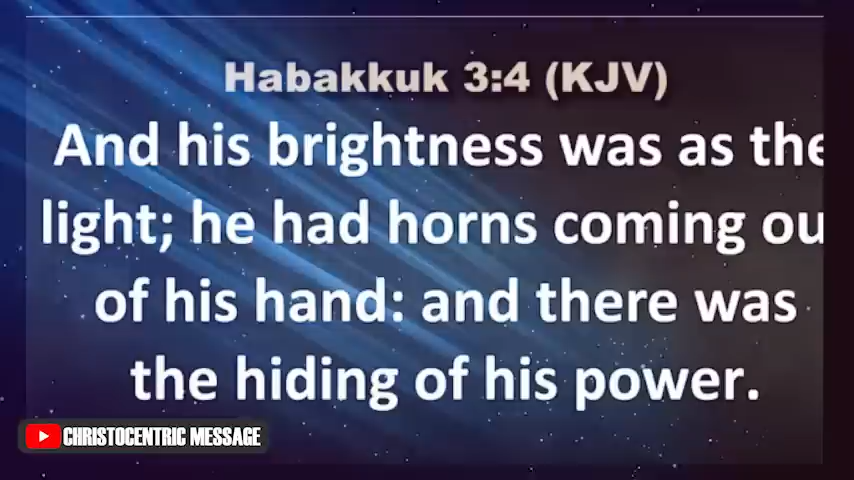 Habakkuk 3:4 (KJV)
And his brightness was as the
light; he had horns coming ou
of his hand: and there was
the hiding of his power.
CHRISTOCENTRIC MESSAGE